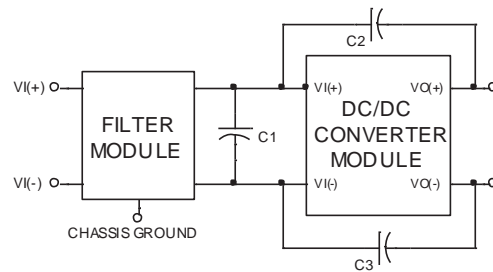 C2
VI(+)
VI(+)
VO(+)
FILTER
MODULE
C1
DC/DC
CONVERTER
MODULE
VI(-)
VI(-)
VO(-)
CHASSIS GROUND
C3